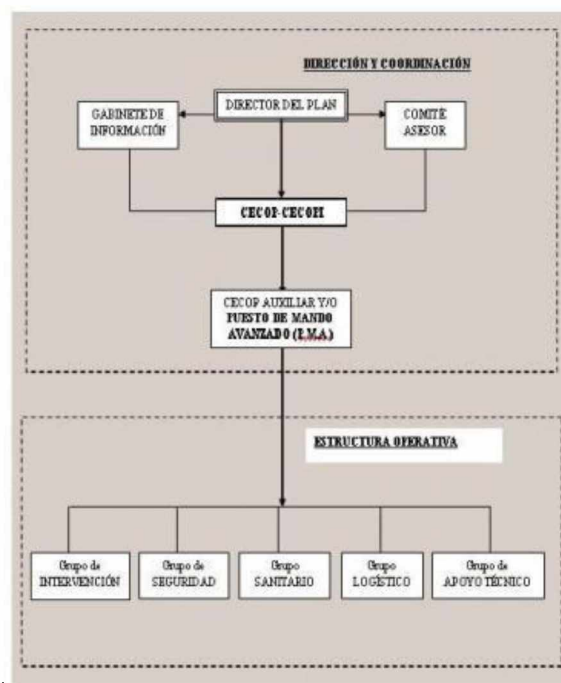 DIRECCIÓN Y COORDINACIÓN
GABINETE DE
INFORMACIÓN
DIRECTOR DEL PLAN
COMITÉ
ASESOR
CECOP-CECOPI
CECOP AUXILIAR Y/O
PUESTO DE MANDO
AVANZADO (P.M.A.)
ESTRUCTURA OPERATIVA
Grupo de
INTERVENCIÓN
Grupo de
SEGURIDAD
Grupo
SANITARIO
Grupo
LOGÍSTICO
Grupo de
APOYO TÉCNICO